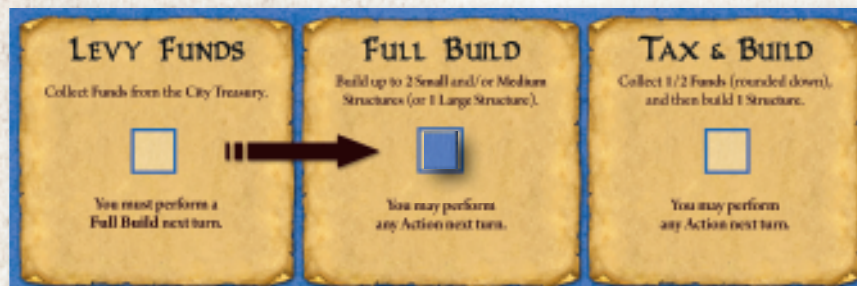 LEVY FUNDS
Collect Funds from the City Treasury.
You must perform a
Full Build next turn.
FULL BUILD
Build up to 2 Small and/or Medium
Structures (or 1 Large Structure).
You may perform
any Action next turn.
TAX & BUILD
Collect 1/2 Funds (rounded down),
and then build 1 Structure.
You may perform
any Action next turn.